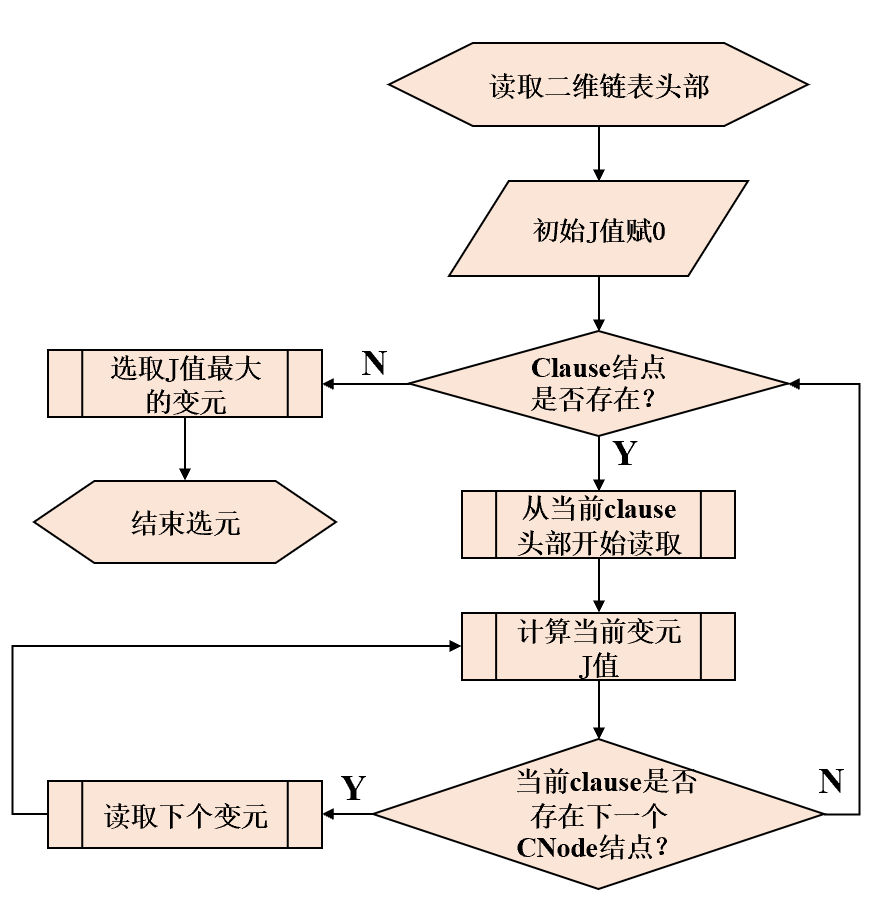 读取二维链表头部
初始J值赋0
Clause结点
是否存在？
N
选取J值最大
的变元
结束选元
Y
从当前clause
头部开始读取
计算当前变元
J值
当前clause是否
存在下一个
CNode结点？
Y
读取下个变元
N